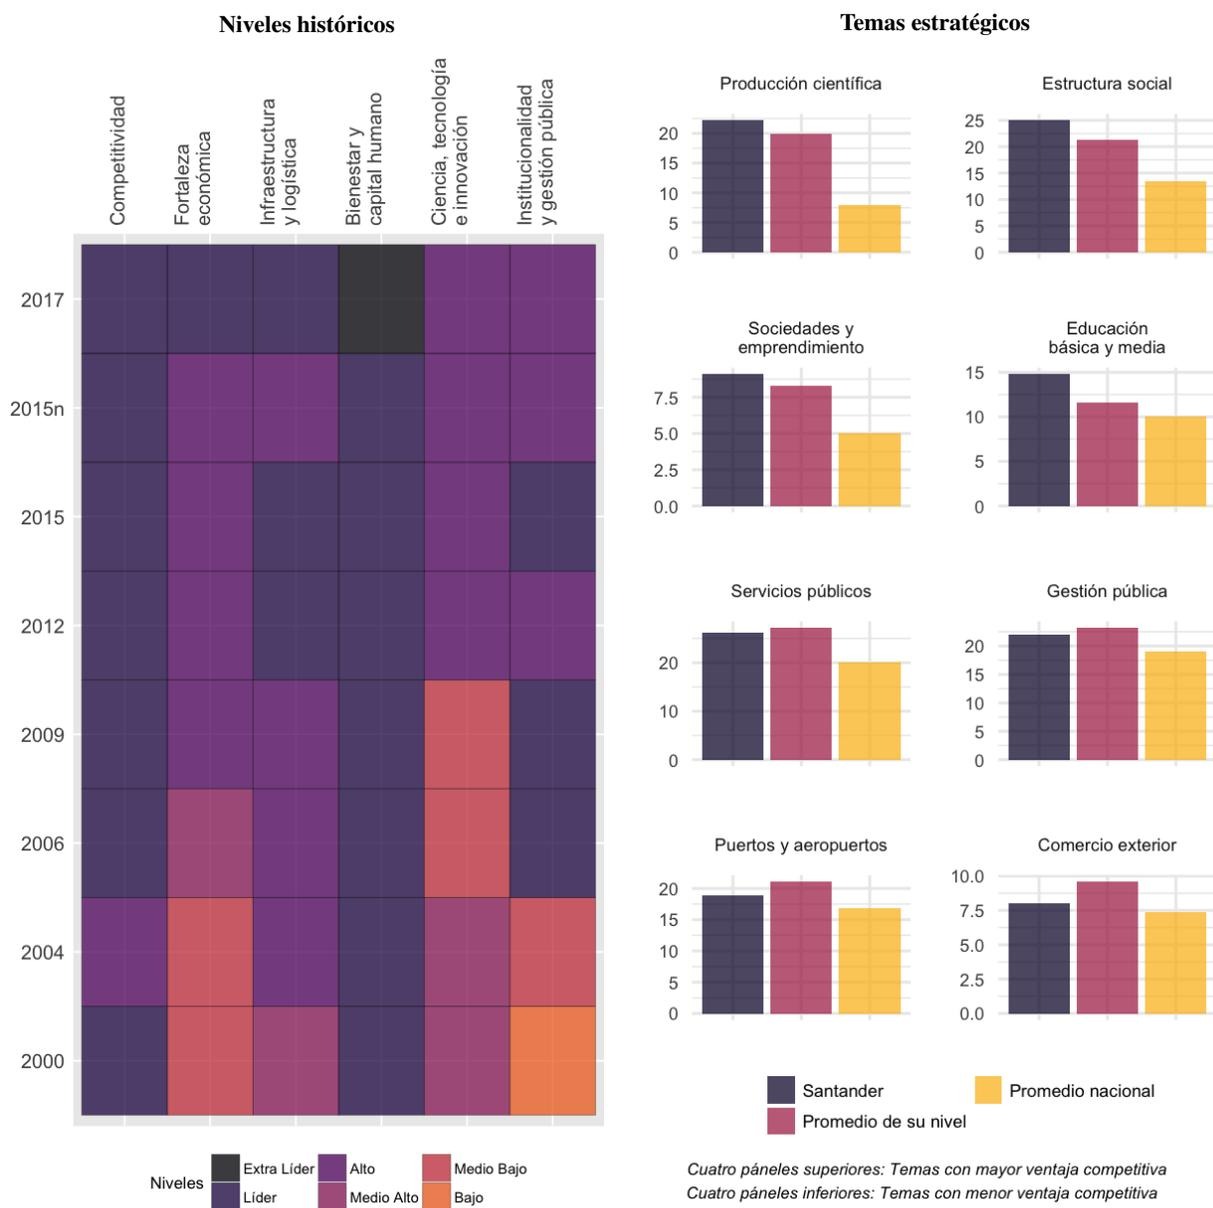 Niveles históricos
Competitividad
Fortaleza
económica
Infraestructura
y logística
Bienestar y
capital humano
Ciencia, tecnología
e innovación
Institucionalidad
y gestión pública
2017
2015n
2015
2012
2009
2006
2004
2000
Niveles
Extra Líder
Alto
Medio Bajo
Líder
Medio Alto
Bajo
Temas estratégicos
Producción científica
20
15
10
5
0
Estructura social
25
20
15
10
5
0
Sociedades y
emprendimiento
7.5
5.0
2.5
0.0
Educación
básica y media
15
10
5
0
Servicios públicos
20
10
0
Gestión pública
20
15
10
5
0
Puertos y aeropuertos
20
15
10
5
0
Comercio exterior
10.0
7.5
5.0
2.5
0.0
Santander
Promedio nacional
Promedio de su nivel
Cuatro páneles superiores: Temas con mayor ventaja competitiva
Cuatro páneles inferiores: Temas con menor ventaja competitiva